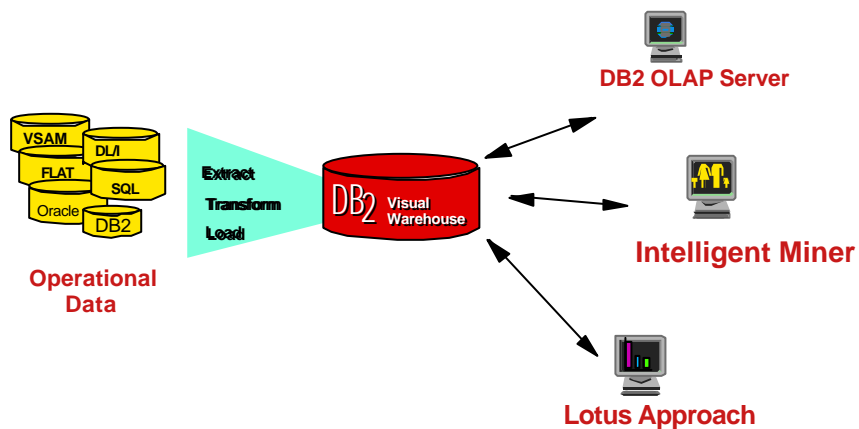 VSAM
DL/I
FLAT
SQL
Oracle
DB2
Operational
Data
Extract
Transform
Load
DB2
Visual
Warehouse
DB2 OLAP Server
Intelligent Miner
Lotus Approach